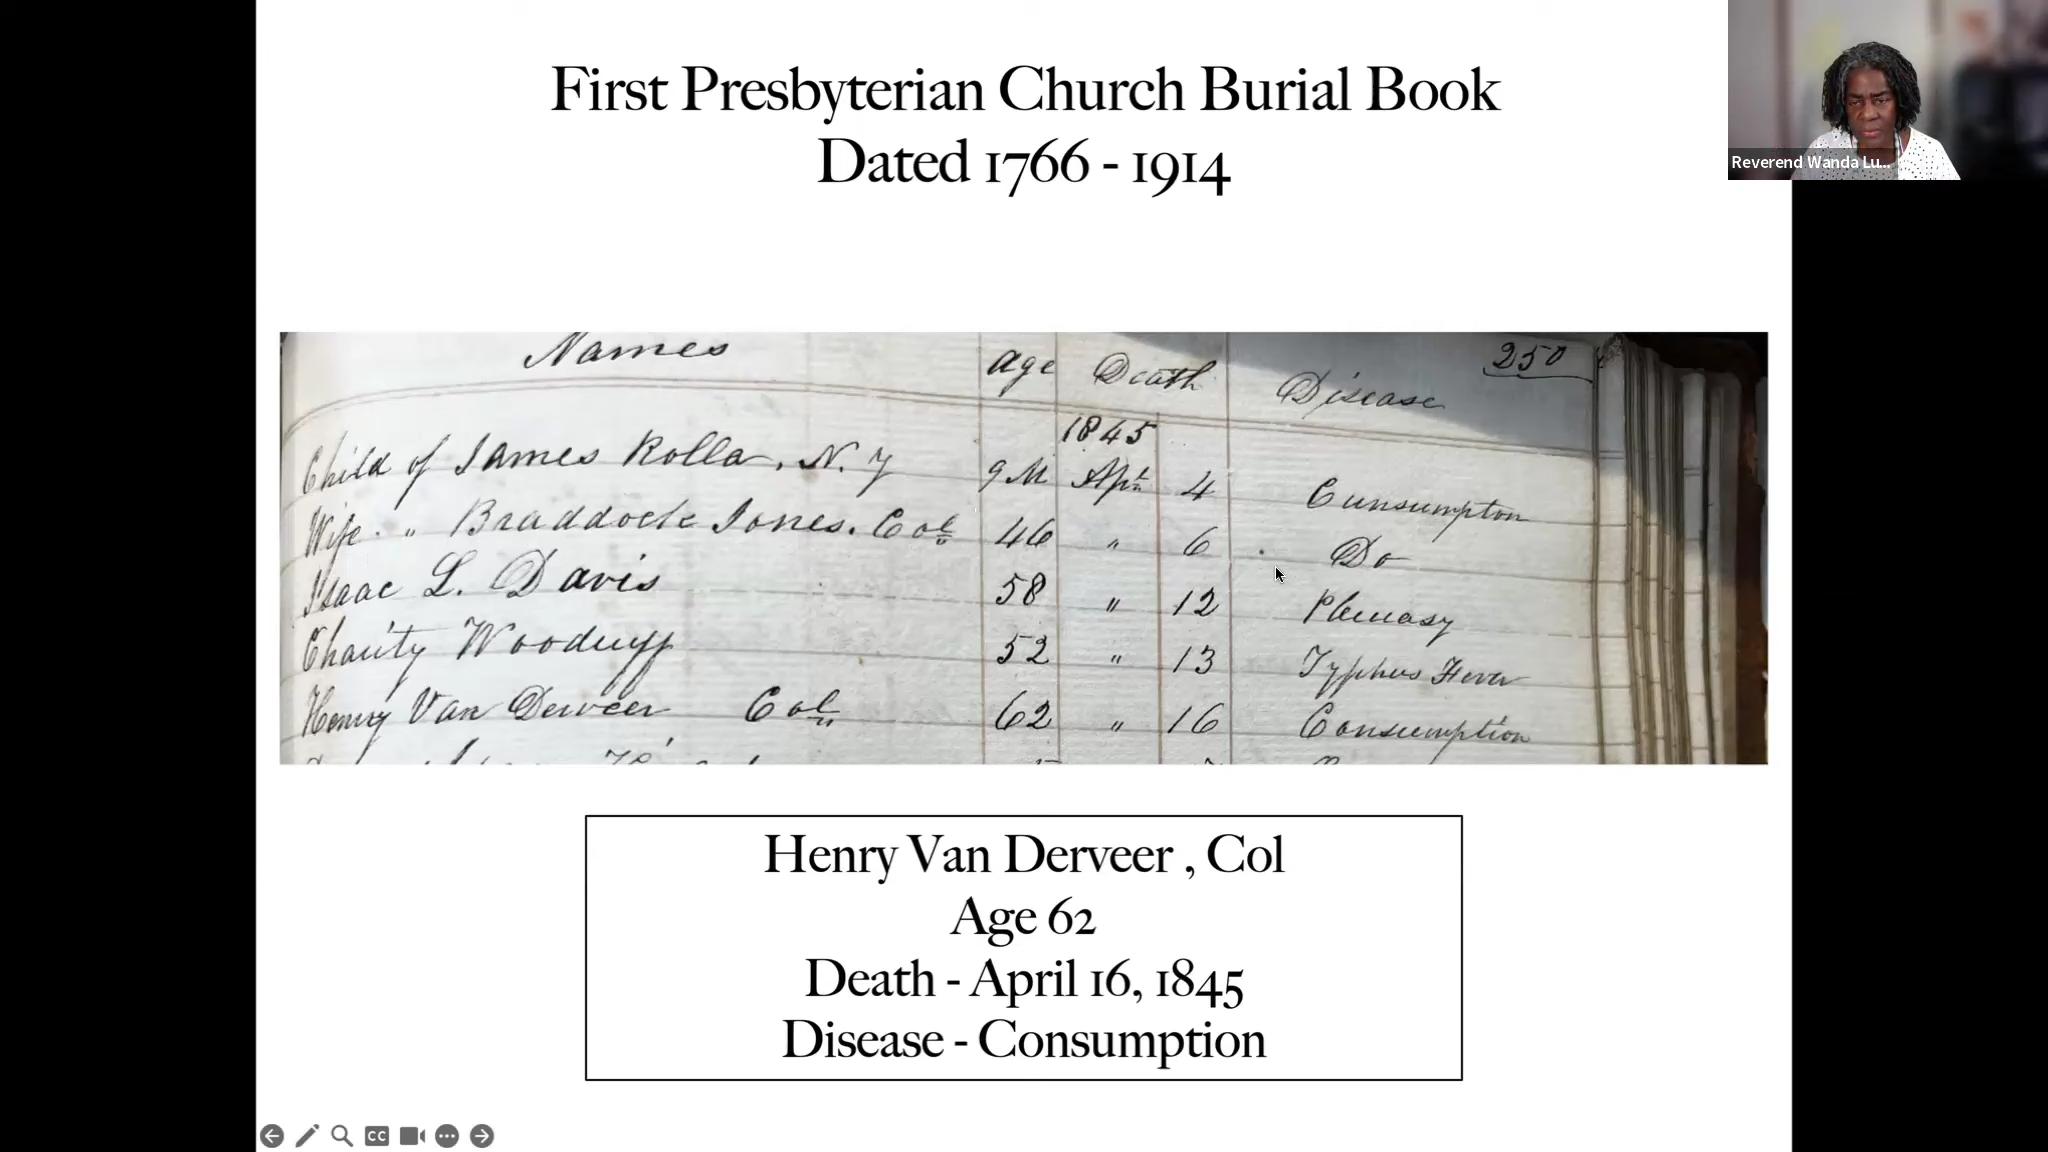 First Presbyterian Church Burial Book
Dated 1766 - 1914
Reverend Wanda Lu...
Names Age Death Disease 250
1845
Child of James Rolla, N. Y 9 M Apl 4 Cunsumpton
Wife " Braddock Jones. Col 46 " 6 Do
Isaac L. Davis 58 " 12 Plemasy
Charity Woodruff 52 " 13 Typhus Fever
Henry Van Derveer Col 62 " 16 Consumption
Henry Van Derveer , Col
Age 62
Death - April 16, 1845
Disease - Consumption
CC